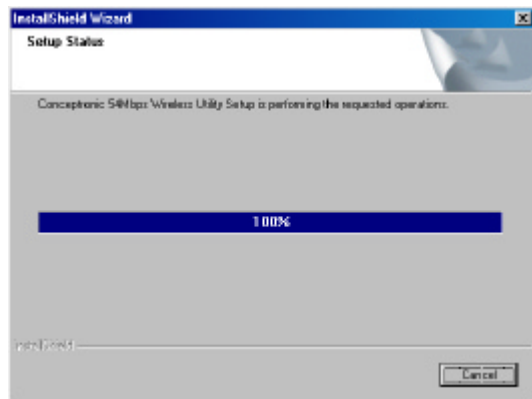 InstallShield Wizard
Setup Status
Conceptronic 54Mbps Wireless Utility Setup is performing the requested operations.
100%
InstallShield
Cancel